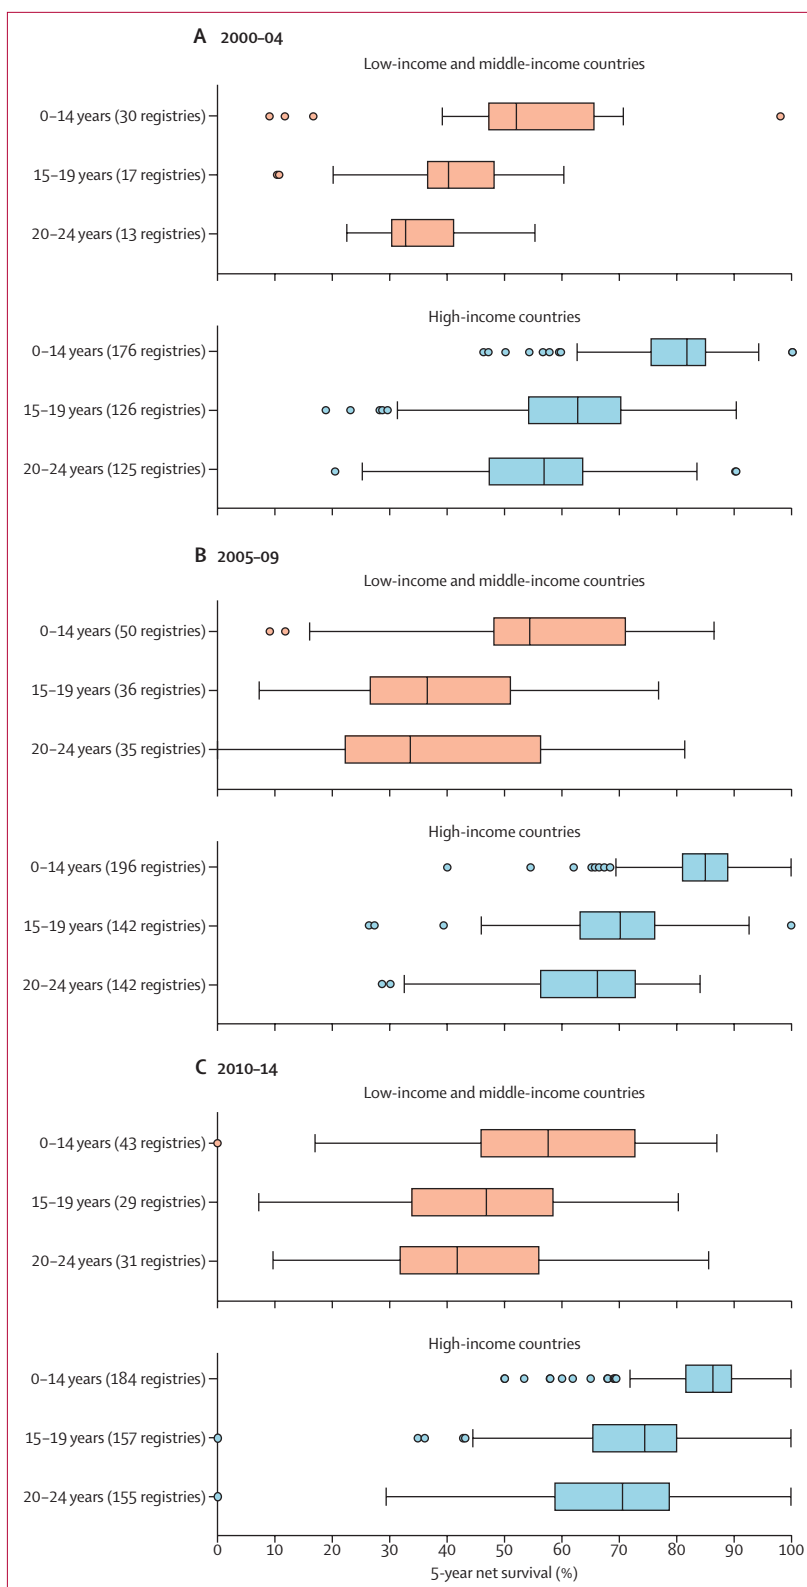 A 2000–04
Low-income and middle-income countries
0–14 years (30 registries)
15–19 years (17 registries)
20–24 years (13 registries)
High-income countries
0–14 years (176 registries)
15–19 years (126 registries)
20–24 years (125 registries)
B 2005–09
Low-income and middle-income countries
0–14 years (50 registries)
15–19 years (36 registries)
20–24 years (35 registries)
High-income countries
0–14 years (196 registries)
15–19 years (142 registries)
20–24 years (142 registries)
C 2010–14
Low-income and middle-income countries
0–14 years (43 registries)
15–19 years (29 registries)
20–24 years (31 registries)
High-income countries
0–14 years (184 registries)
15–19 years (157 registries)
20–24 years (155 registries)
0 10 20 30 40 50 60 70 80 90 100
5-year net survival (%)